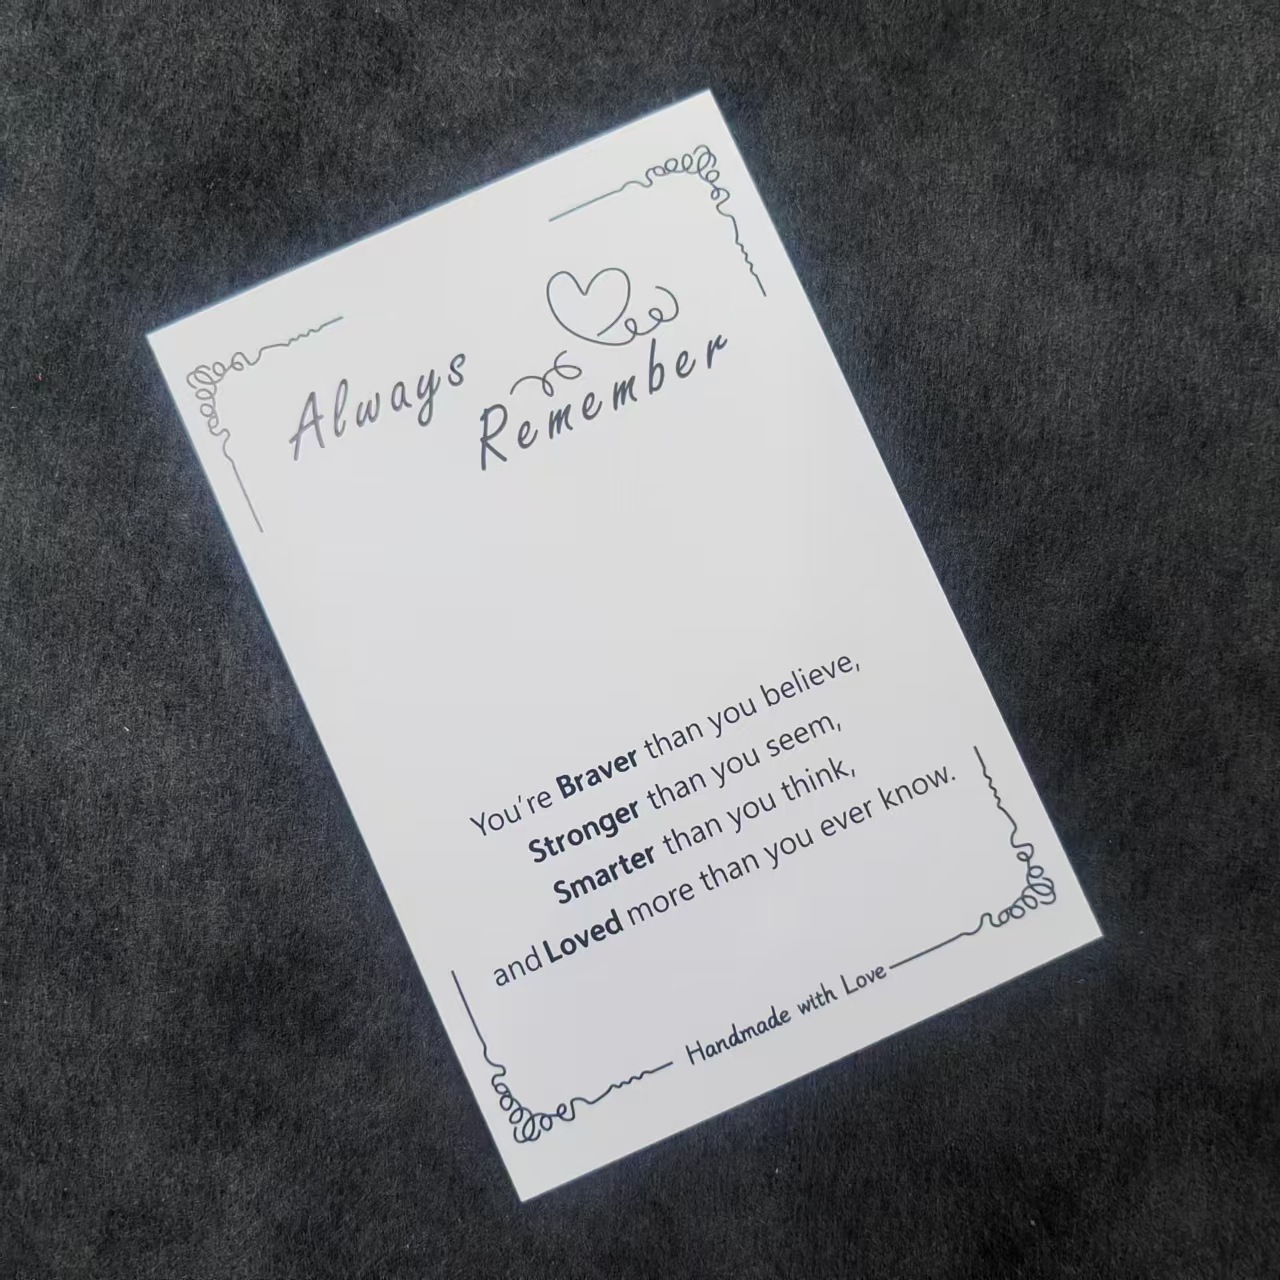 Always
Remember
You're Braver than you believe,
Stronger than you seem,
Smarter than you think,
and Loved more than you ever know.
Handmade with Love